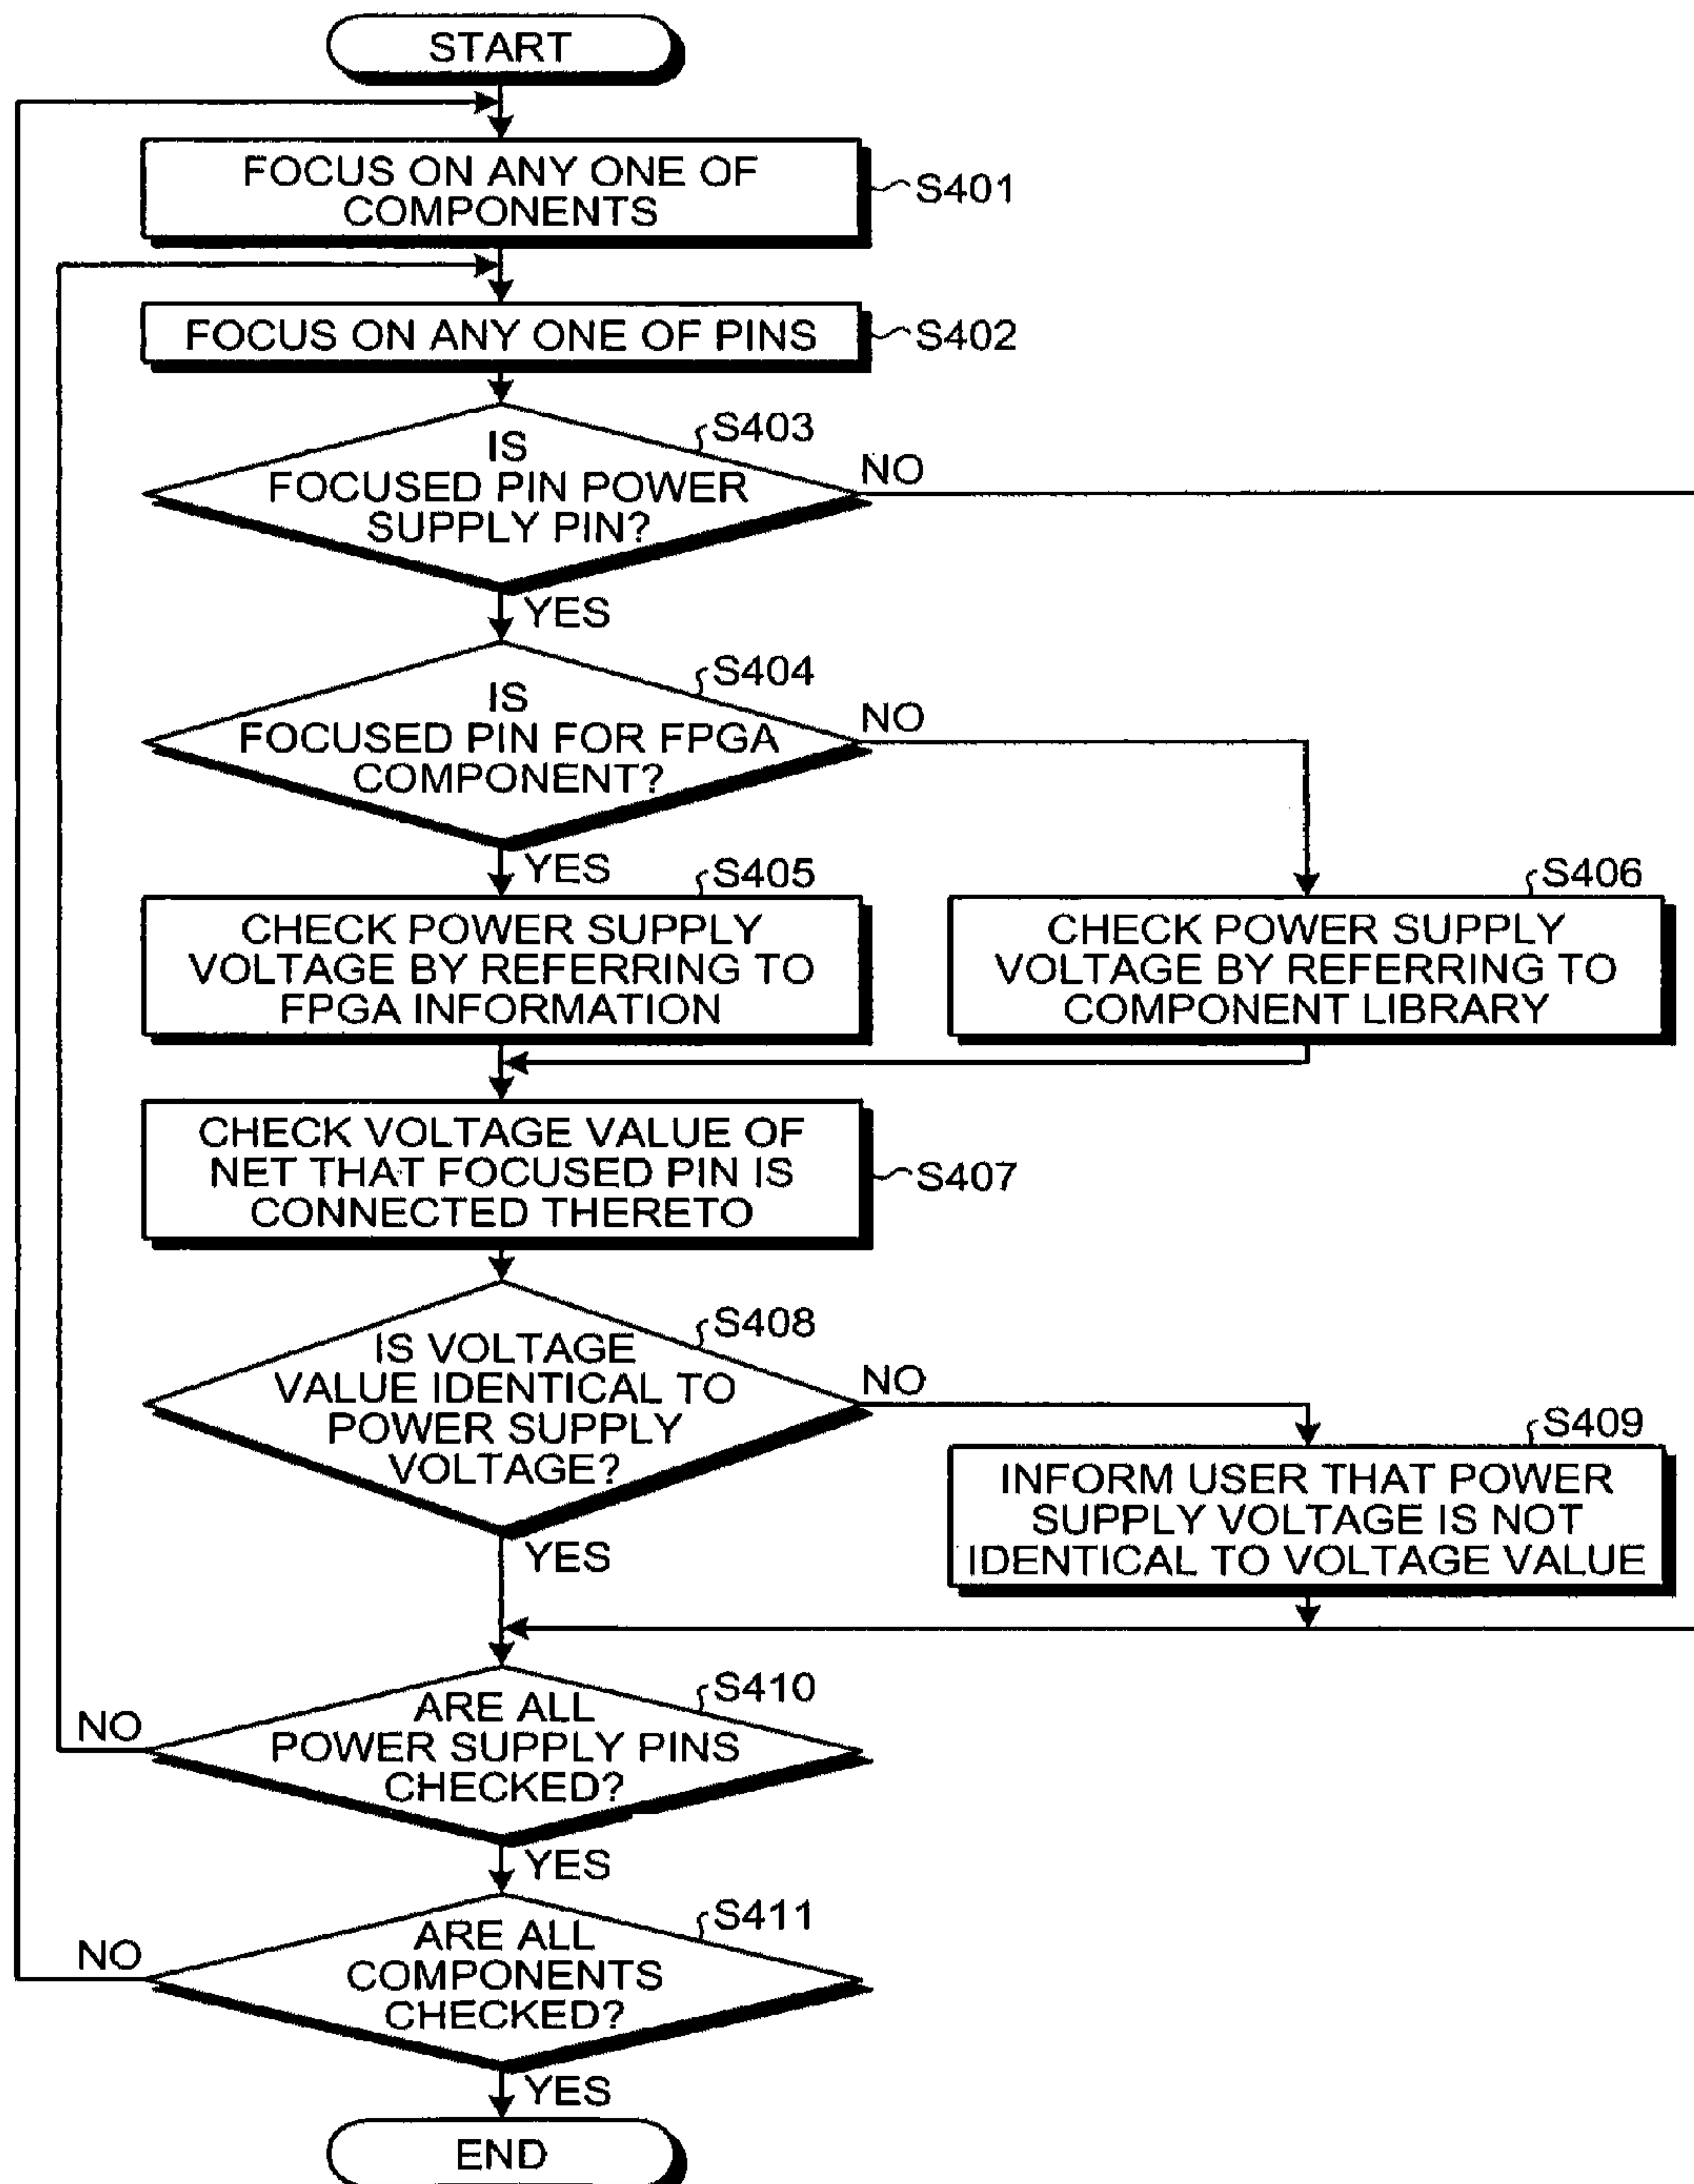 START
FOCUS ON ANY ONE OF
COMPONENTS
S401
FOCUS ON ANY ONE OF PINS
S402
S403
IS
FOCUSED PIN POWER
SUPPLY PIN?
NO
YES
S404
IS
FOCUSED PIN FOR FPGA
COMPONENT?
NO
YES
S405
CHECK POWER SUPPLY
VOLTAGE BY REFERRING TO
FPGA INFORMATION
S406
CHECK POWER SUPPLY
VOLTAGE BY REFERRING TO
COMPONENT LIBRARY
CHECK VOLTAGE VALUE OF
NET THAT FOCUSED PIN IS
CONNECTED THERETO
S407
S408
IS VOLTAGE
VALUE IDENTICAL TO
POWER SUPPLY
VOLTAGE?
NO
YES
S409
INFORM USER THAT POWER
SUPPLY VOLTAGE IS NOT
IDENTICAL TO VOLTAGE VALUE
S410
ARE ALL
POWER SUPPLY PINS
CHECKED?
NO
YES
S411
ARE ALL
COMPONENTS
CHECKED?
NO
YES
END